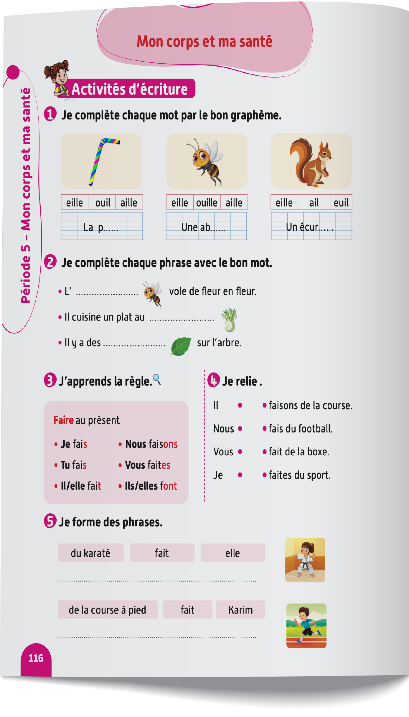 Mon corps et ma santé
Période 5 – Mon corps et ma santé
Activités d'écriture
1 Je complète chaque mot par le bon graphème.
eille ouil aille
La p......
eille ouille aille
Une ab......
eille ail euil
Un écur......
2 Je complète chaque phrase avec le bon mot.
• L' ....................... vole de fleur en fleur.
• Il cuisine un plat au ........................
• Il y a des ....................... sur l'arbre.
3 J'apprends la règle.
Faire au présent
• Je fais • Nous faisons
• Tu fais • Vous faites
• Il/elle fait • Ils/elles font
4 Je relie .
Il • • faisons de la course.
Nous • • fais du football.
Vous • • fait de la boxe.
Je • • faites du sport.
5 Je forme des phrases.
du karaté fait elle
de la course à pied fait Karim
116